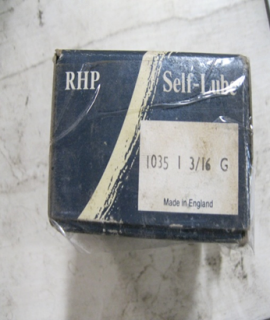 RHP Self-Lube
1035 1 3/16 G
Made in England